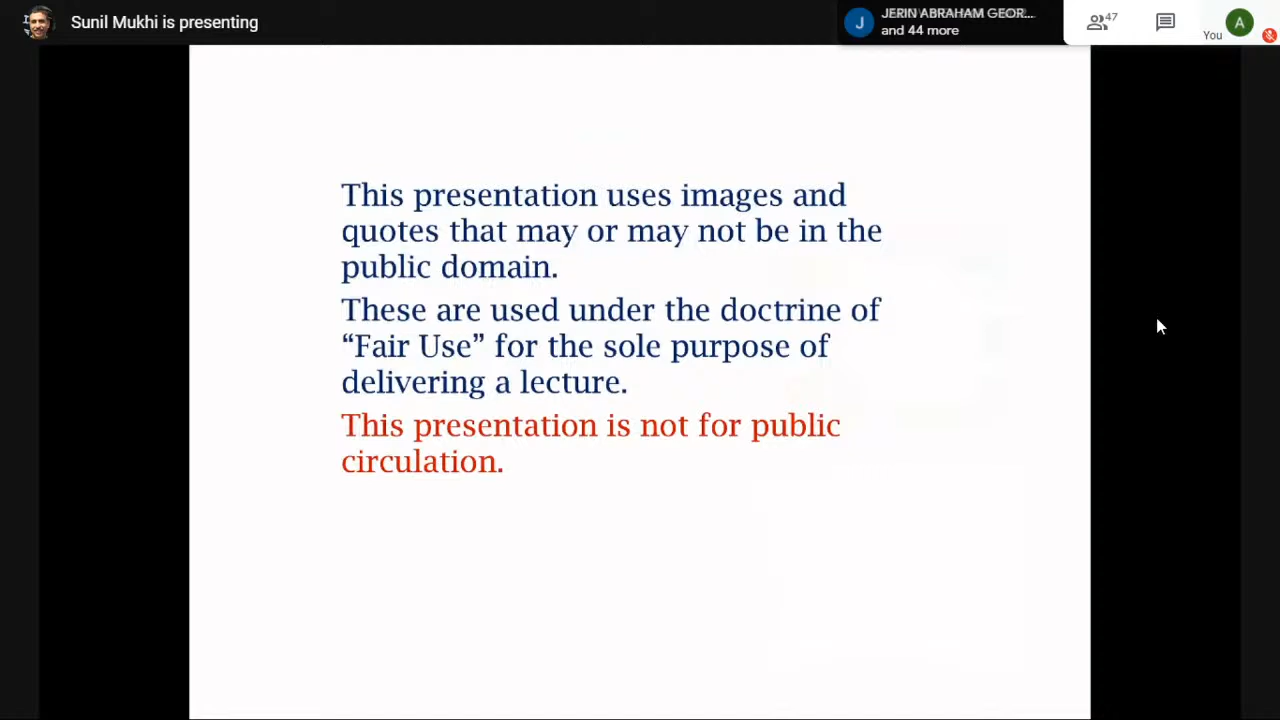 Sunil Mukhi is presenting
JERIN ABRAHAM GEOR...
and 44 more
J
47
You
A
This presentation uses images and
quotes that may or may not be in the
public domain.
These are used under the doctrine of
“Fair Use” for the sole purpose of
delivering a lecture.
This presentation is not for public
circulation.